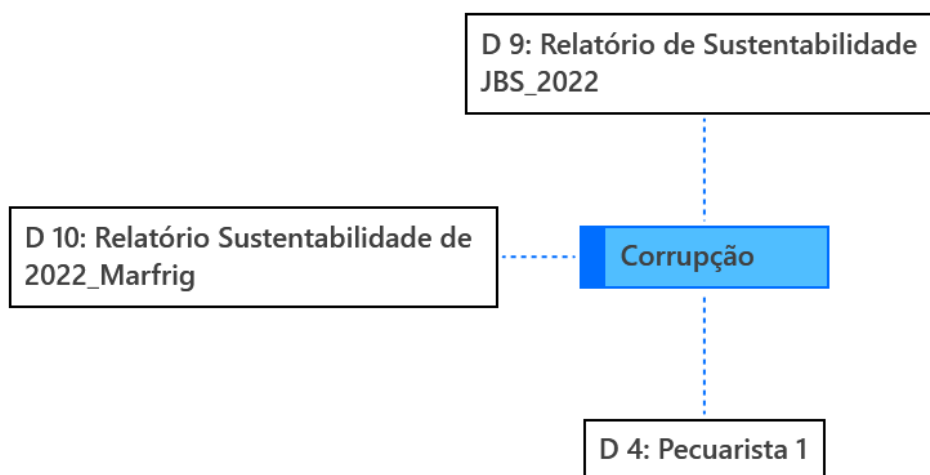 D 9: Relatório de Sustentabilidade
JBS_2022
D 10: Relatório Sustentabilidade de
2022_Marfrig
Corrupção
D 4: Pecuarista 1